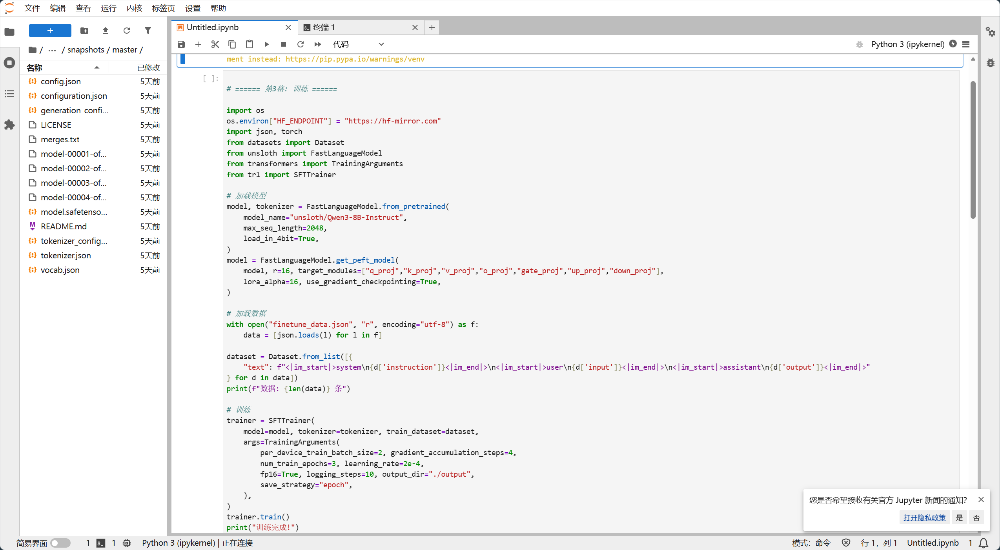 文件 编辑 查看 运行 内核 标签页 设置 帮助
/ … / snapshots / master /
名称 已修改
config.json 5天前
configuration.json 5天前
generation_confi... 5天前
LICENSE 5天前
merges.txt 5天前
model-00001-of... 5天前
model-00002-of... 5天前
model-00003-of... 5天前
model-00004-of... 5天前
model.safetenso... 5天前
README.md 5天前
tokenizer_config... 5天前
tokenizer.json 5天前
vocab.json 5天前
Untitled.ipynb 终端 1
代码 Python 3 (ipykernel)
ment instead: https://pip.pypa.io/warnings/venv
[ ]:
# ====== 第3格: 训练 ======
import os
os.environ["HF_ENDPOINT"] = "https://hf-mirror.com"
import json, torch
from datasets import Dataset
from unsloth import FastLanguageModel
from transformers import TrainingArguments
from trl import SFTTrainer
# 加载模型
model, tokenizer = FastLanguageModel.from_pretrained(
    model_name="unsloth/Qwen3-8B-Instruct",
    max_seq_length=2048,
    load_in_4bit=True,
)
model = FastLanguageModel.get_peft_model(
    model, r=16, target_modules=["q_proj","k_proj","v_proj","o_proj","gate_proj","up_proj","down_proj"],
    lora_alpha=16, use_gradient_checkpointing=True,
)
# 加载数据
with open("finetune_data.json", "r", encoding="utf-8") as f:
    data = [json.loads(l) for l in f]
dataset = Dataset.from_list([{
    "text": f"<|im_start|>system\n{d['instruction']}<|im_end|>\n<|im_start|>user\n{d['input']}<|im_end|>\n<|im_start|>assistant\n{d['output']}<|im_end|>"
} for d in data])
print(f"数据: {len(data)} 条")
# 训练
trainer = SFTTrainer(
    model=model, tokenizer=tokenizer, train_dataset=dataset,
    args=TrainingArguments(
        per_device_train_batch_size=2, gradient_accumulation_steps=4,
        num_train_epochs=3, learning_rate=2e-4,
        fp16=True, logging_steps=10, output_dir="./output",
        save_strategy="epoch",
    ),
)
trainer.train()
print("训练完成!")
您是否希望接收有关官方 Jupyter 新闻的通知?
打开隐私政策 是 否
简易界面 1 1 Python 3 (ipykernel) | 正在连接 模式: 命令 行 1, 列 1 Untitled.ipynb 1